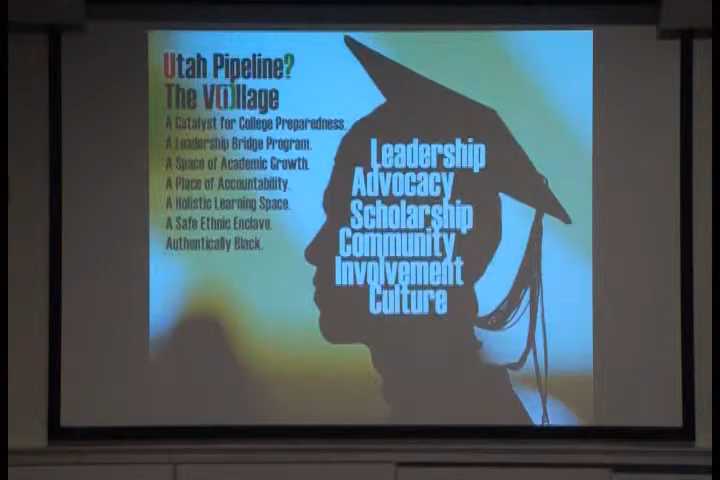 Utah Pipeline?
The V(i)llage
A Catalyst for College Preparedness.
A Leadership Bridge Program.
A Space of Academic Growth.
A Place of Accountability.
A Holistic Learning Space.
A Safe Ethnic Enclave.
Authentically Black.
Leadership
Advocacy
Scholarship
Community
Involvement
Culture